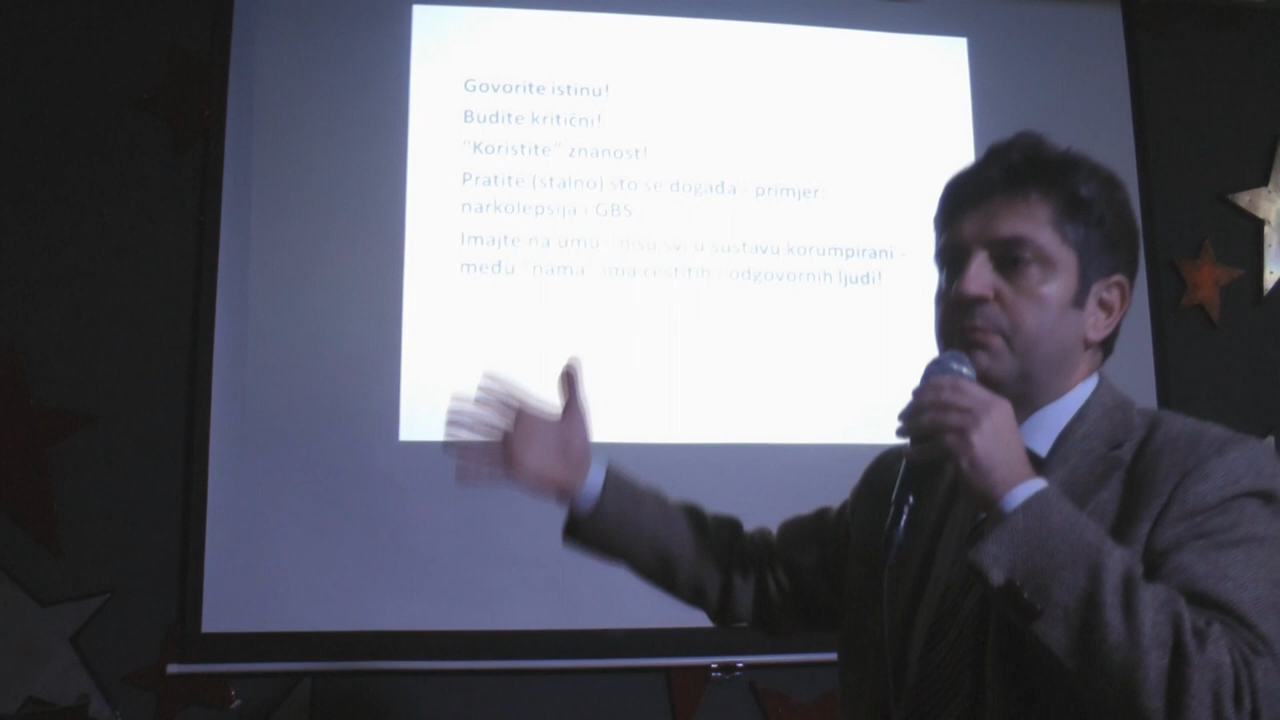 Govorite istinu!
Budite kritični!
"Koristite" znanost!
Pratite (stalno) što se događa - primjer:
narkolepsija i GBS
Imajte na umu - nisu svi u sustavu korumpirani -
među "nama" ima čestitih i odgovornih ljudi!